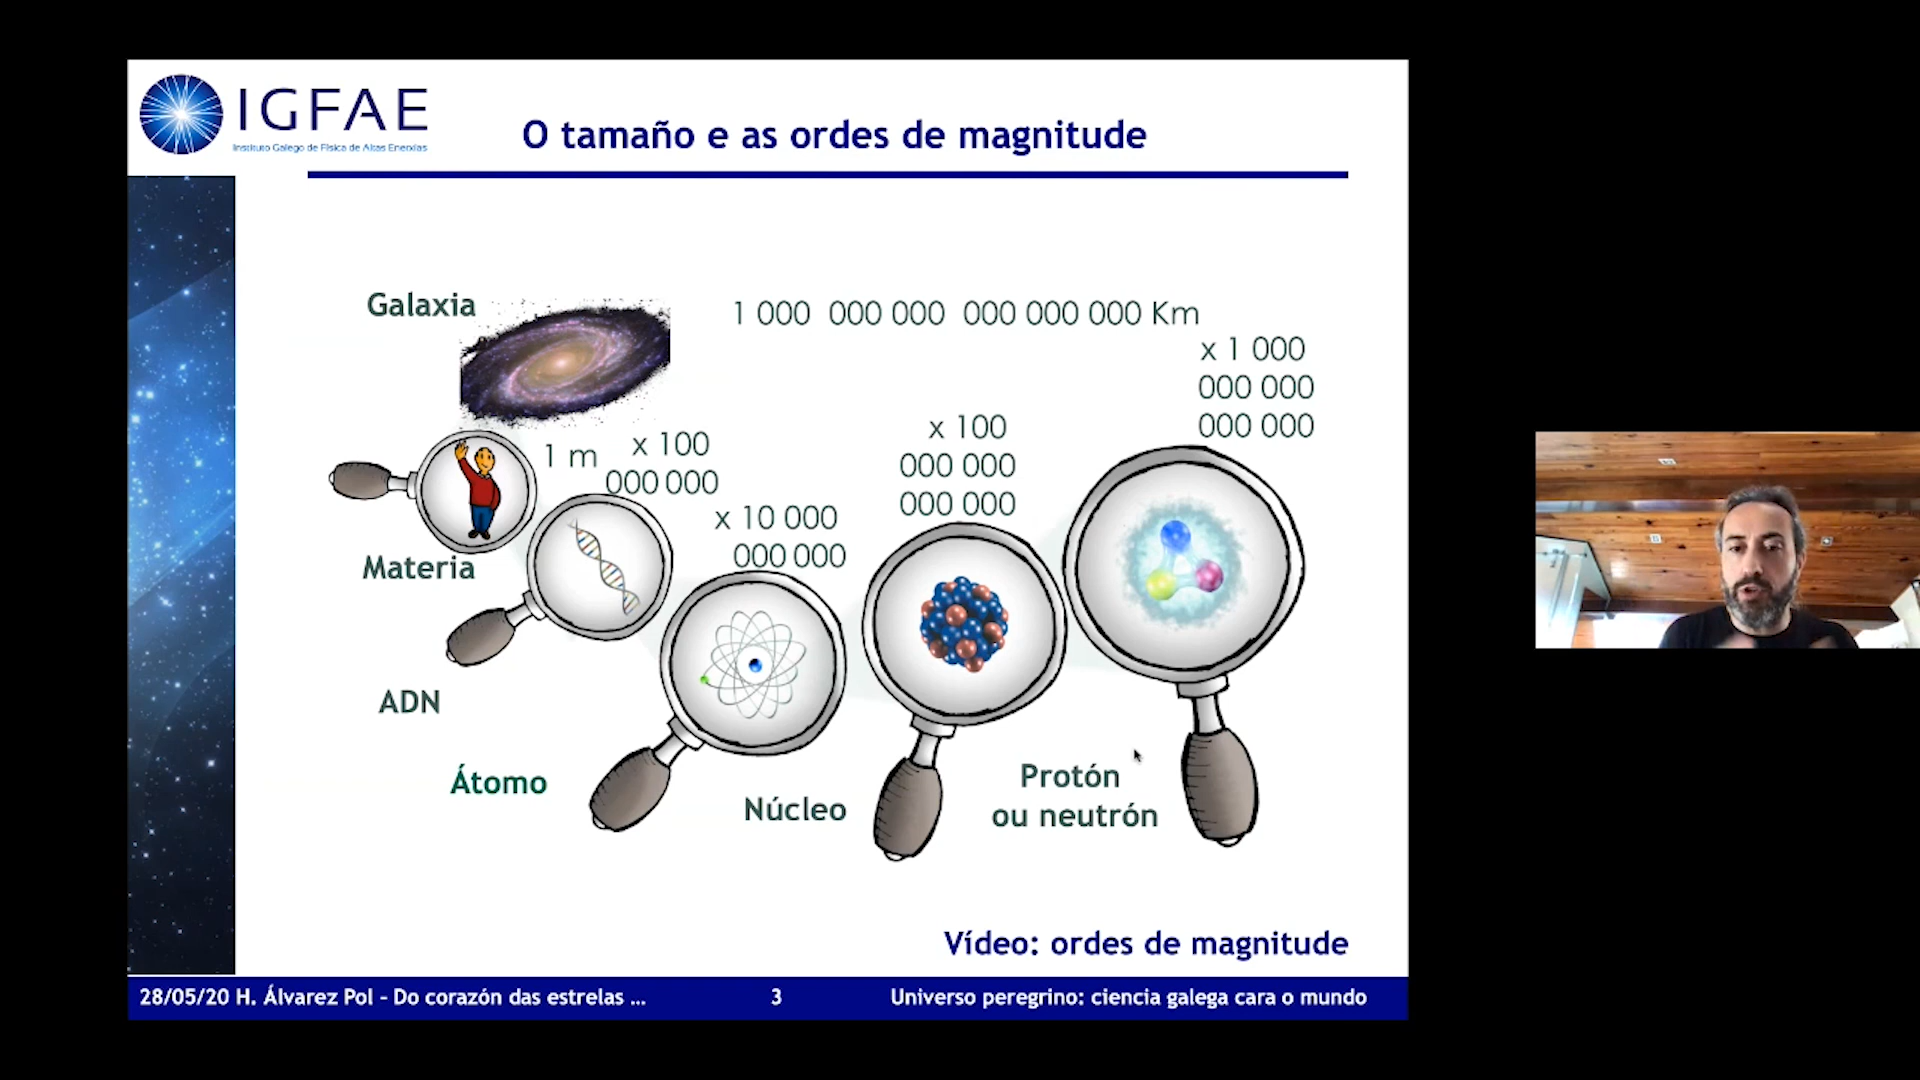 IGFAE
Instituto Galego de Física de Altas Enerxías
O tamaño e as ordes de magnitude
Galaxia
1 000 000 000 000 000 000 Km
x 1 000
000 000
000 000
1 m
x 100
000 000
x 100
000 000
000 000
x 10 000
000 000
Materia
ADN
Átomo
Núcleo
Protón
ou neutrón
Vídeo: ordes de magnitude
28/05/20 H. Álvarez Pol - Do corazón das estrelas ...
3
Universo peregrino: ciencia galega cara o mundo